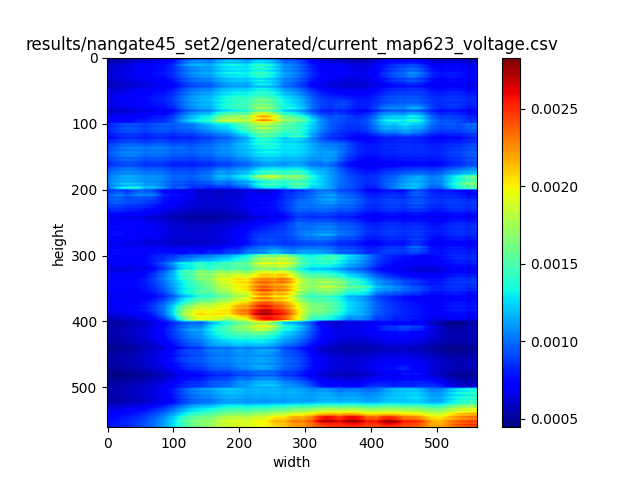 results/nangate45_set2/generated/current_map623_voltage.csv
0
100
200
300
400
500
height
0 100 200 300 400 500
width
0.0025
0.0020
0.0015
0.0010
0.0005